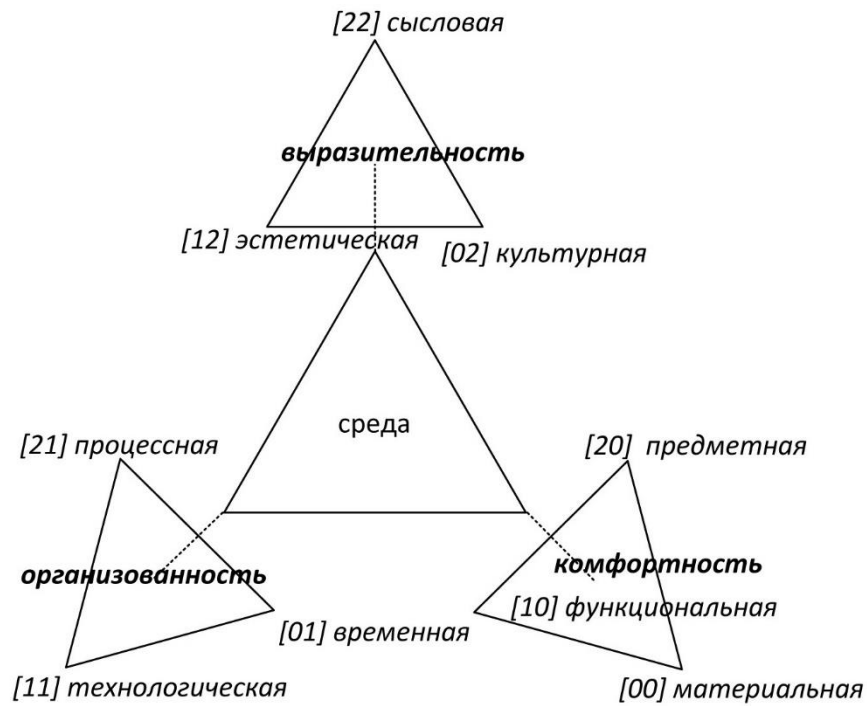 [22] сысловая
выразительность
[12] эстетическая
[02] культурная
среда
[21] процессная
[20] предметная
организованность
комфортность
[10] функциональная
[01] временная
[11] технологическая
[00] материальная